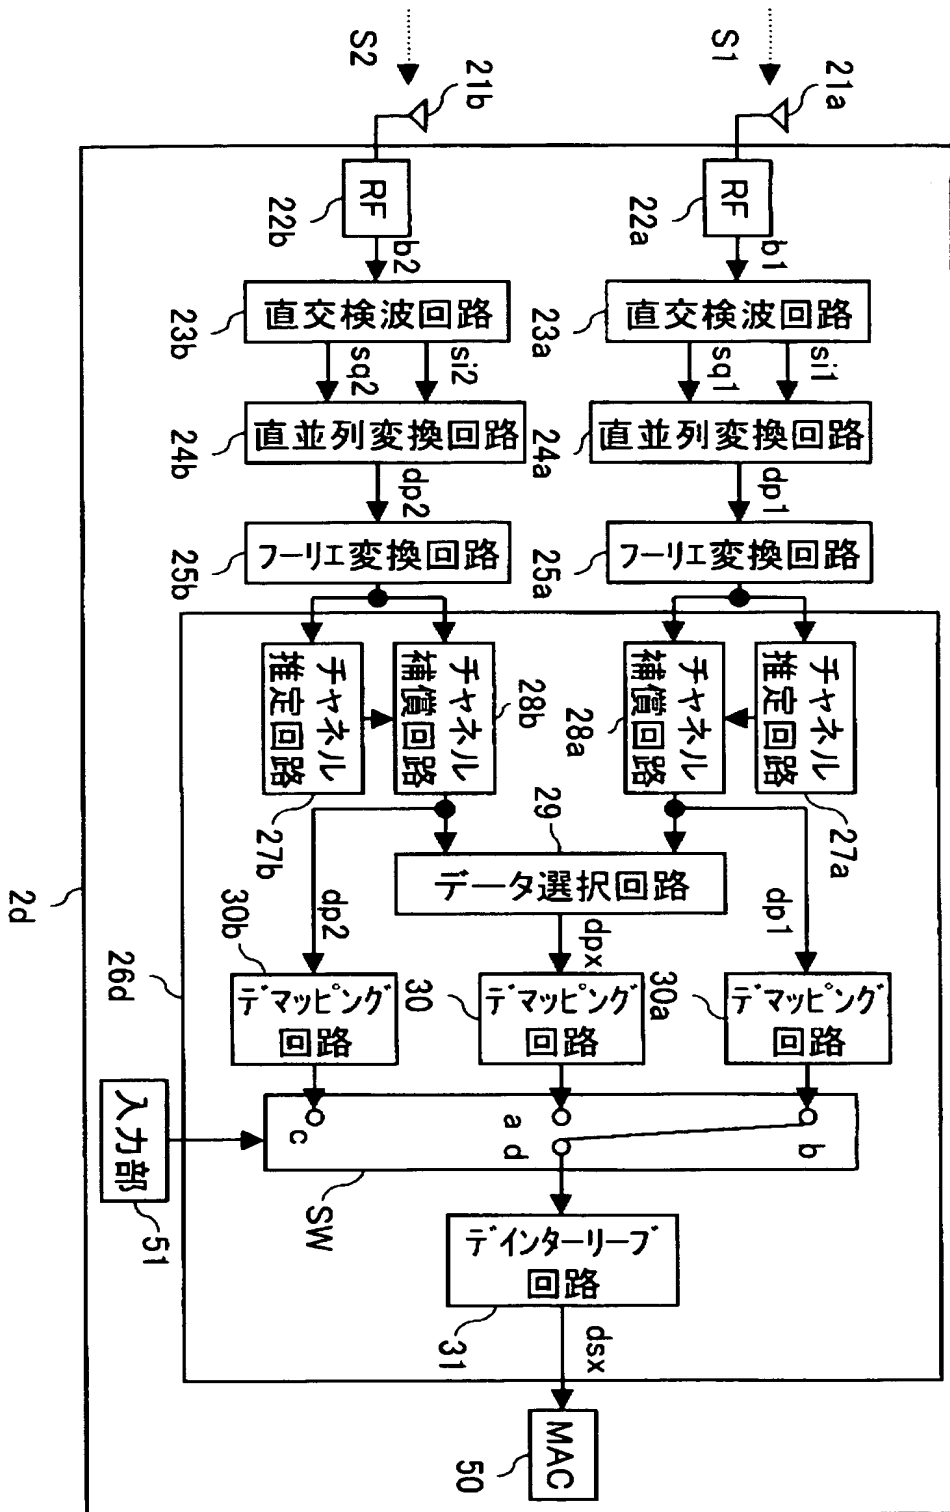 S1
21a
RF
22a
b1
直交検波回路
23a
si1
sq1
直並列変換回路
24a
dp1
フーリエ変換回路
25a
チャネル
推定回路
27a
チャネル
補償回路
28a
dp1
デマッピング
回路
30a
S2
21b
RF
22b
b2
直交検波回路
23b
si2
sq2
直並列変換回路
24b
dp2
フーリエ変換回路
25b
チャネル
補償回路
28b
チャネル
推定回路
27b
29
データ選択回路
dpx
デマッピング
回路
30
dp2
30b
デマッピング
回路
b
a
d
c
SW
デインターリーブ
回路
31
dsx
MAC
50
入力部
51
26d
2d